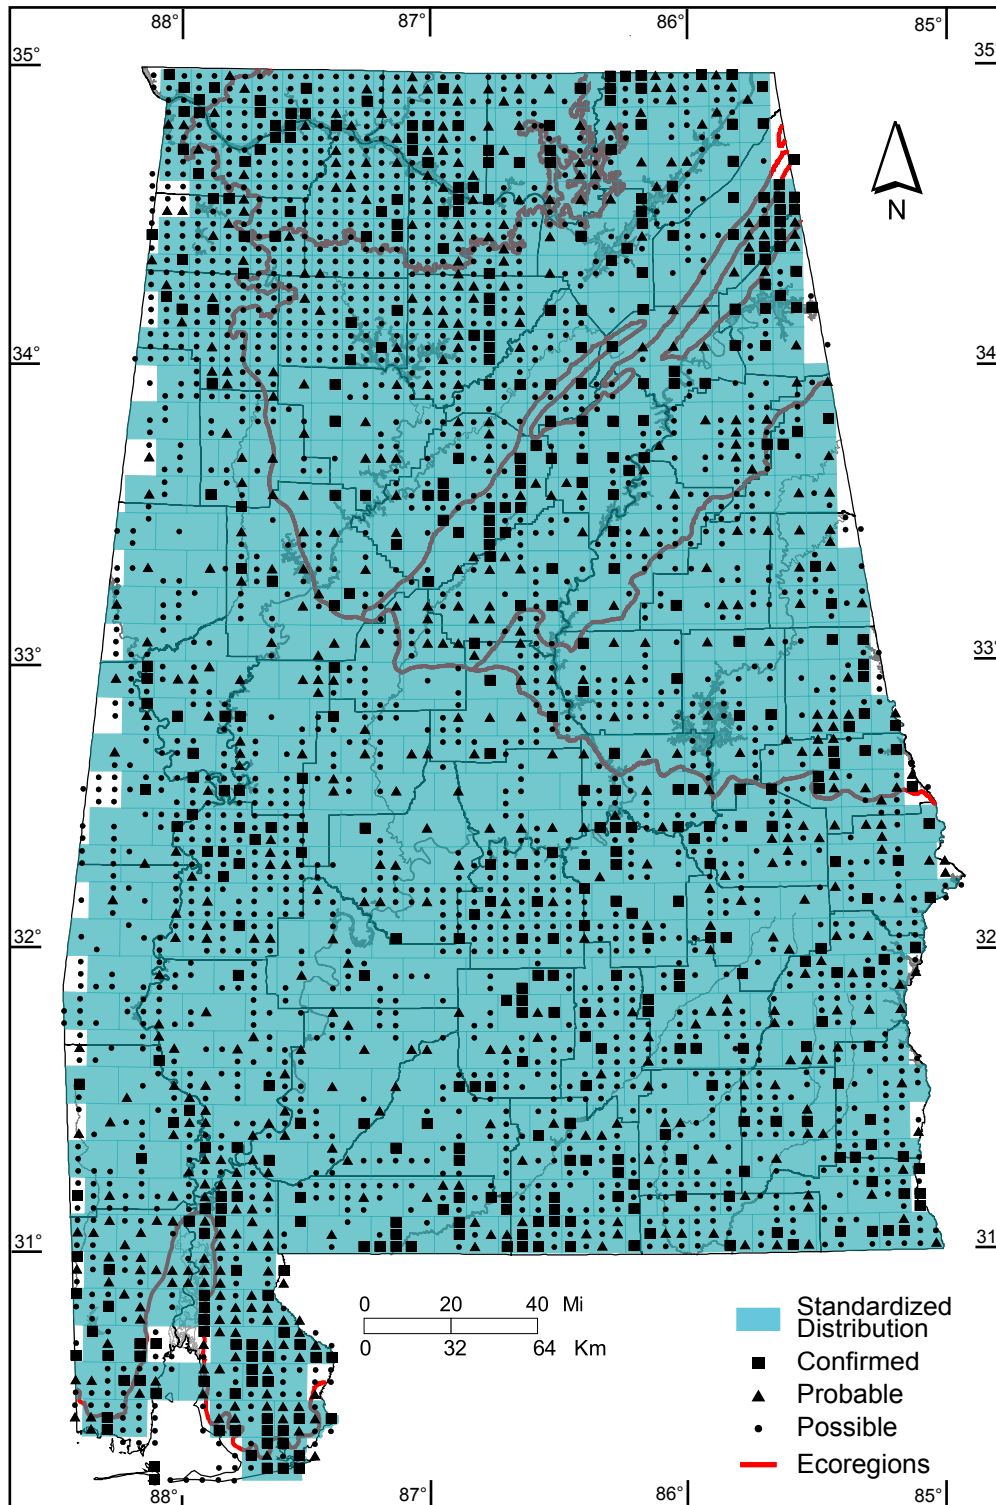 88° 87° 86° 85°
35° 35°
N
34° 34
33° 33°
32° 32
31° 31
0 20 40 Mi
0 32 64 Km
Standardized
Distribution
Confirmed
Probable
Possible
Ecoregions
88° 87° 86° 85°